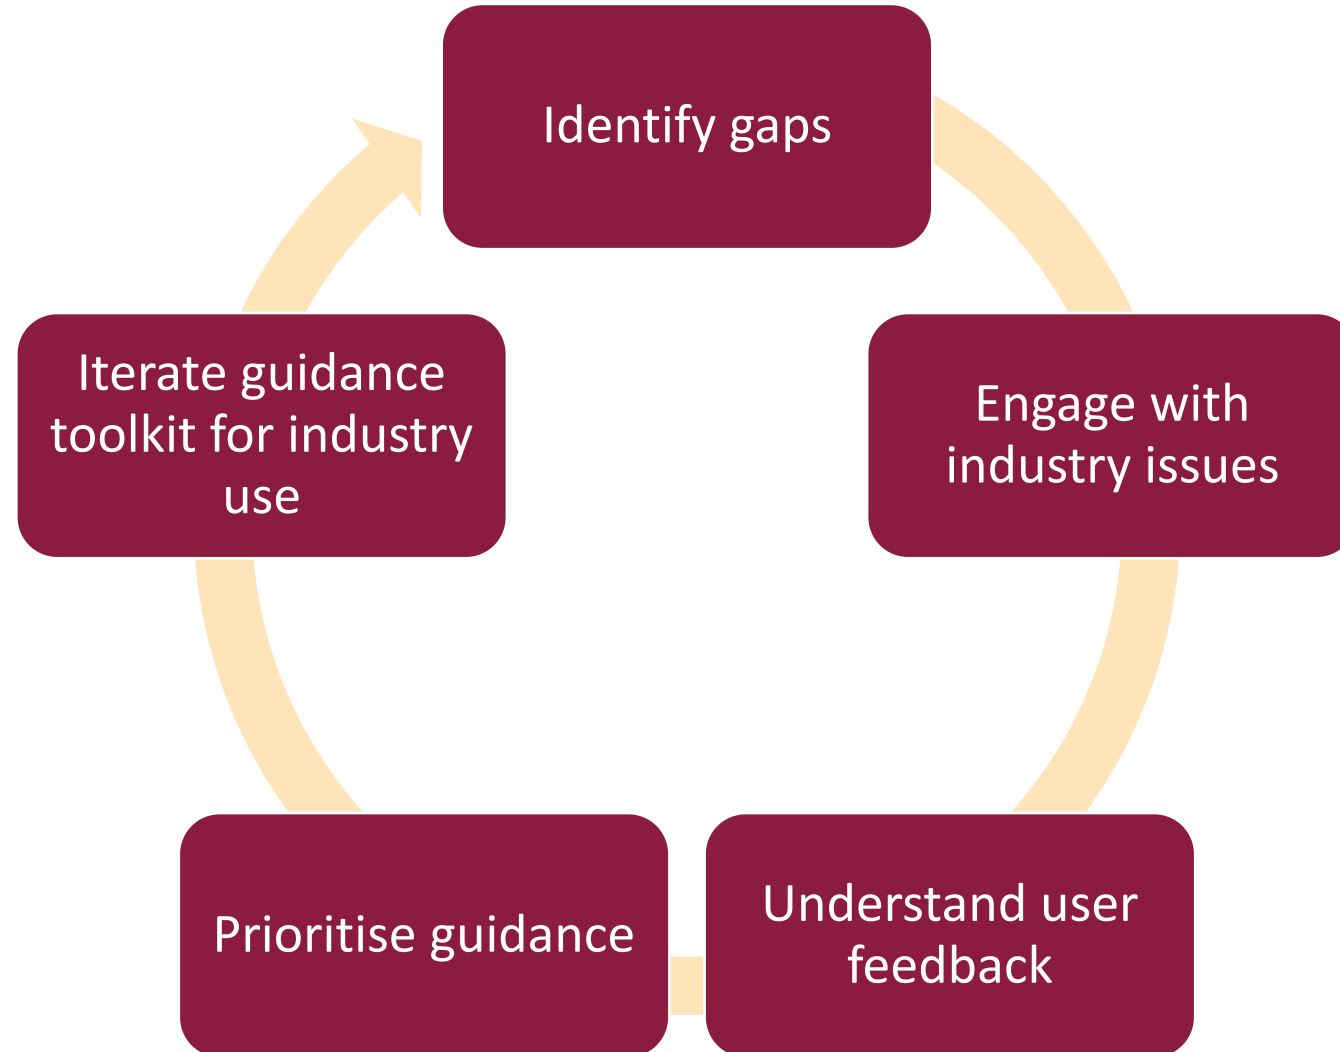 Identify gaps
Engage with
industry issues
Understand user
feedback
Prioritise guidance
Iterate guidance
toolkit for industry
use